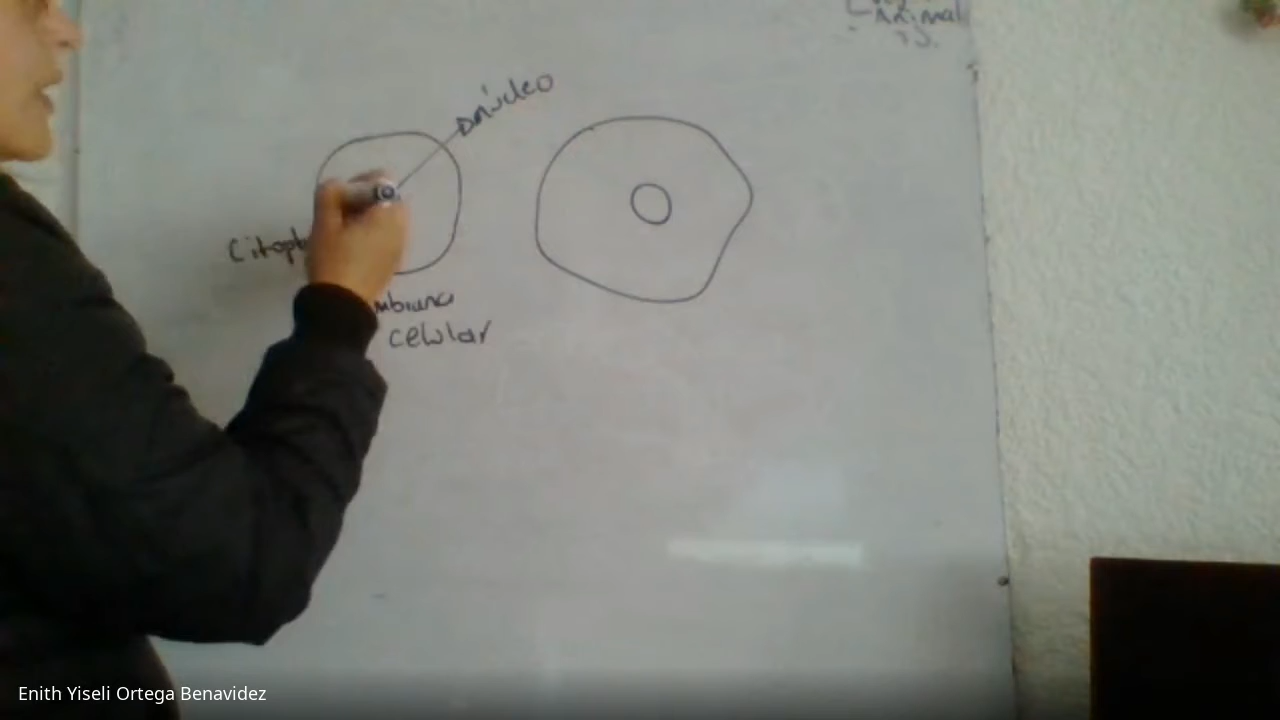 Animal
núcleo
Citopl
mbrana
celular
Enith Yiseli Ortega Benavidez